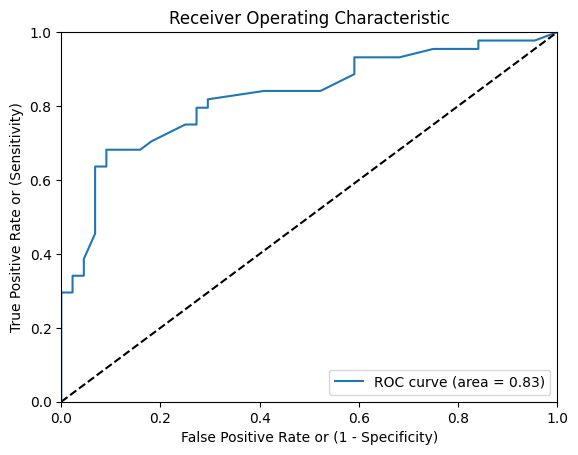 Receiver Operating Characteristic
1.0
0.8
0.6
0.4
0.2
0.0
True Positive Rate or (Sensitivity)
ROC curve (area = 0.83)
0.0 0.2 0.4 0.6 0.8 1.0
False Positive Rate or (1 - Specificity)